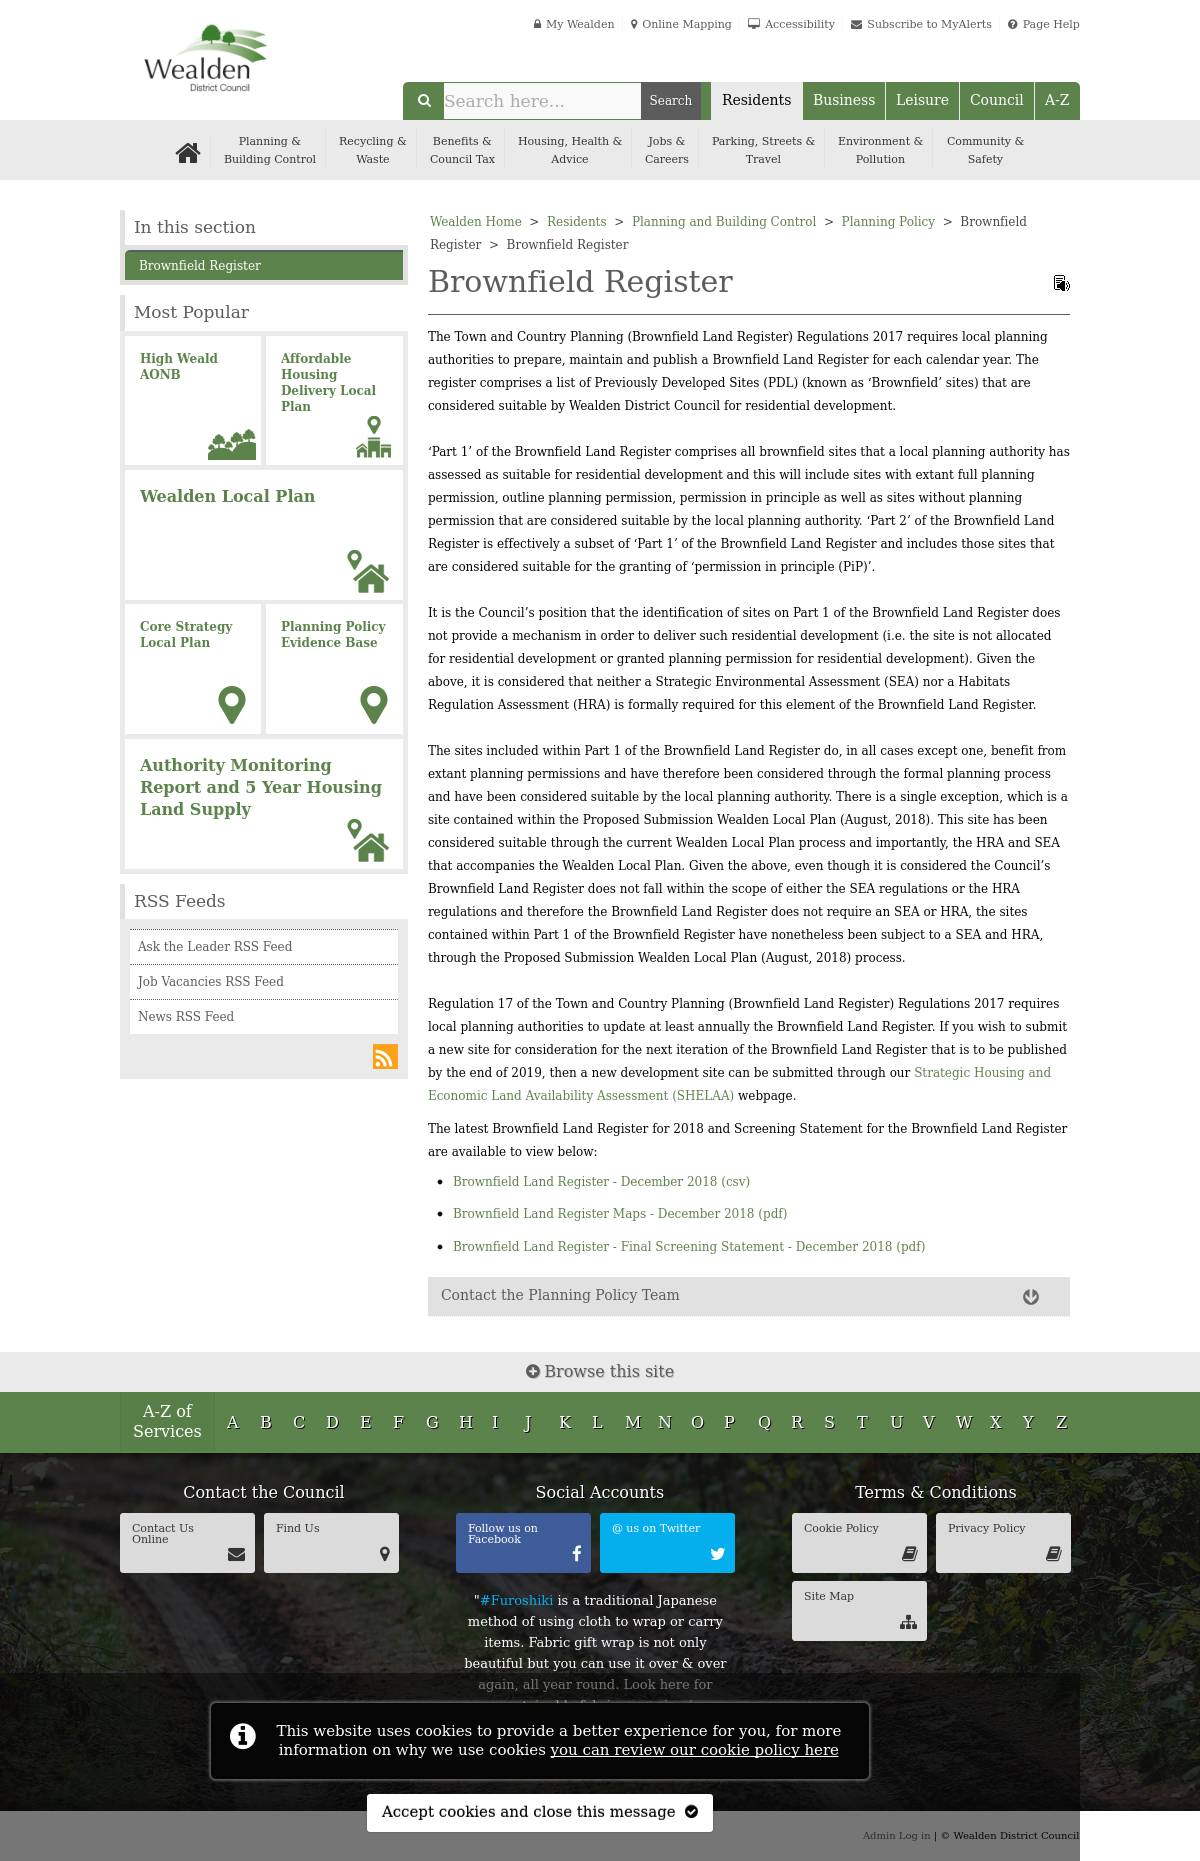 My Wealden
Online Mapping
Accessibility
Subscribe to MyAlerts
Page Help
Wealden
District Council
Search here...
Search
Residents
Business
Leisure
Council
A-Z
Planning &
Building Control
Recycling &
Waste
Benefits &
Council Tax
Housing, Health &
Advice
Jobs &
Careers
Parking, Streets &
Travel
Environment &
Pollution
Community &
Safety
In this section
Brownfield Register
Most Popular
High Weald
AONB
Affordable
Housing
Delivery Local
Plan
Wealden Local Plan
Core Strategy
Local Plan
Planning Policy
Evidence Base
Authority Monitoring
Report and 5 Year Housing
Land Supply
RSS Feeds
Ask the Leader RSS Feed
Job Vacancies RSS Feed
News RSS Feed
Wealden Home > Residents > Planning and Building Control > Planning Policy > Brownfield
Register > Brownfield Register
Brownfield Register
The Town and Country Planning (Brownfield Land Register) Regulations 2017 requires local planning
authorities to prepare, maintain and publish a Brownfield Land Register for each calendar year. The
register comprises a list of Previously Developed Sites (PDL) (known as ‘Brownfield’ sites) that are
considered suitable by Wealden District Council for residential development.
‘Part 1’ of the Brownfield Land Register comprises all brownfield sites that a local planning authority has
assessed as suitable for residential development and this will include sites with extant full planning
permission, outline planning permission, permission in principle as well as sites without planning
permission that are considered suitable by the local planning authority. ‘Part 2’ of the Brownfield Land
Register is effectively a subset of ‘Part 1’ of the Brownfield Land Register and includes those sites that
are considered suitable for the granting of ‘permission in principle (PiP)’.
It is the Council’s position that the identification of sites on Part 1 of the Brownfield Land Register does
not provide a mechanism in order to deliver such residential development (i.e. the site is not allocated
for residential development or granted planning permission for residential development). Given the
above, it is considered that neither a Strategic Environmental Assessment (SEA) nor a Habitats
Regulation Assessment (HRA) is formally required for this element of the Brownfield Land Register.
The sites included within Part 1 of the Brownfield Land Register do, in all cases except one, benefit from
extant planning permissions and have therefore been considered through the formal planning process
and have been considered suitable by the local planning authority. There is a single exception, which is a
site contained within the Proposed Submission Wealden Local Plan (August, 2018). This site has been
considered suitable through the current Wealden Local Plan process and importantly, the HRA and SEA
that accompanies the Wealden Local Plan. Given the above, even though it is considered the Council’s
Brownfield Land Register does not fall within the scope of either the SEA regulations or the HRA
regulations and therefore the Brownfield Land Register does not require an SEA or HRA, the sites
contained within Part 1 of the Brownfield Register have nonetheless been subject to a SEA and HRA,
through the Proposed Submission Wealden Local Plan (August, 2018) process.
Regulation 17 of the Town and Country Planning (Brownfield Land Register) Regulations 2017 requires
local planning authorities to update at least annually the Brownfield Land Register. If you wish to submit
a new site for consideration for the next iteration of the Brownfield Land Register that is to be published
by the end of 2019, then a new development site can be submitted through our Strategic Housing and
Economic Land Availability Assessment (SHELAA) webpage.
The latest Brownfield Land Register for 2018 and Screening Statement for the Brownfield Land Register
are available to view below:
Brownfield Land Register - December 2018 (csv)
Brownfield Land Register Maps - December 2018 (pdf)
Brownfield Land Register - Final Screening Statement - December 2018 (pdf)
Contact the Planning Policy Team
Browse this site
A-Z of
Services
A B C D E F G H I J K L M N O P Q R S T U V W X Y Z
Contact the Council
Contact Us
Online
Find Us
Social Accounts
Follow us on
Facebook
@ us on Twitter
"#Furoshiki is a traditional Japanese
method of using cloth to wrap or carry
items. Fabric gift wrap is not only
beautiful but you can use it over & over
again, all year round. Look here for
Terms & Conditions
Cookie Policy
Privacy Policy
Site Map
This website uses cookies to provide a better experience for you, for more
information on why we use cookies you can review our cookie policy here
Accept cookies and close this message
Admin Log in | © Wealden District Council